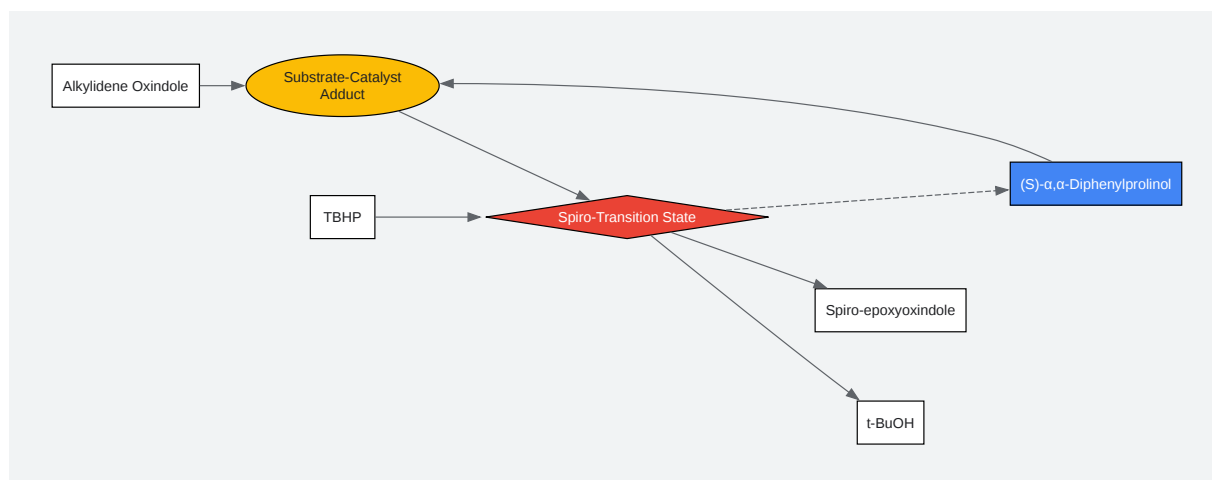 Alkylidene Oxindole
Substrate-Catalyst
Adduct
(S)-α,α-Diphenylprolinol
TBHP
Spiro-Transition State
Spiro-epoxyoxindole
t-BuOH